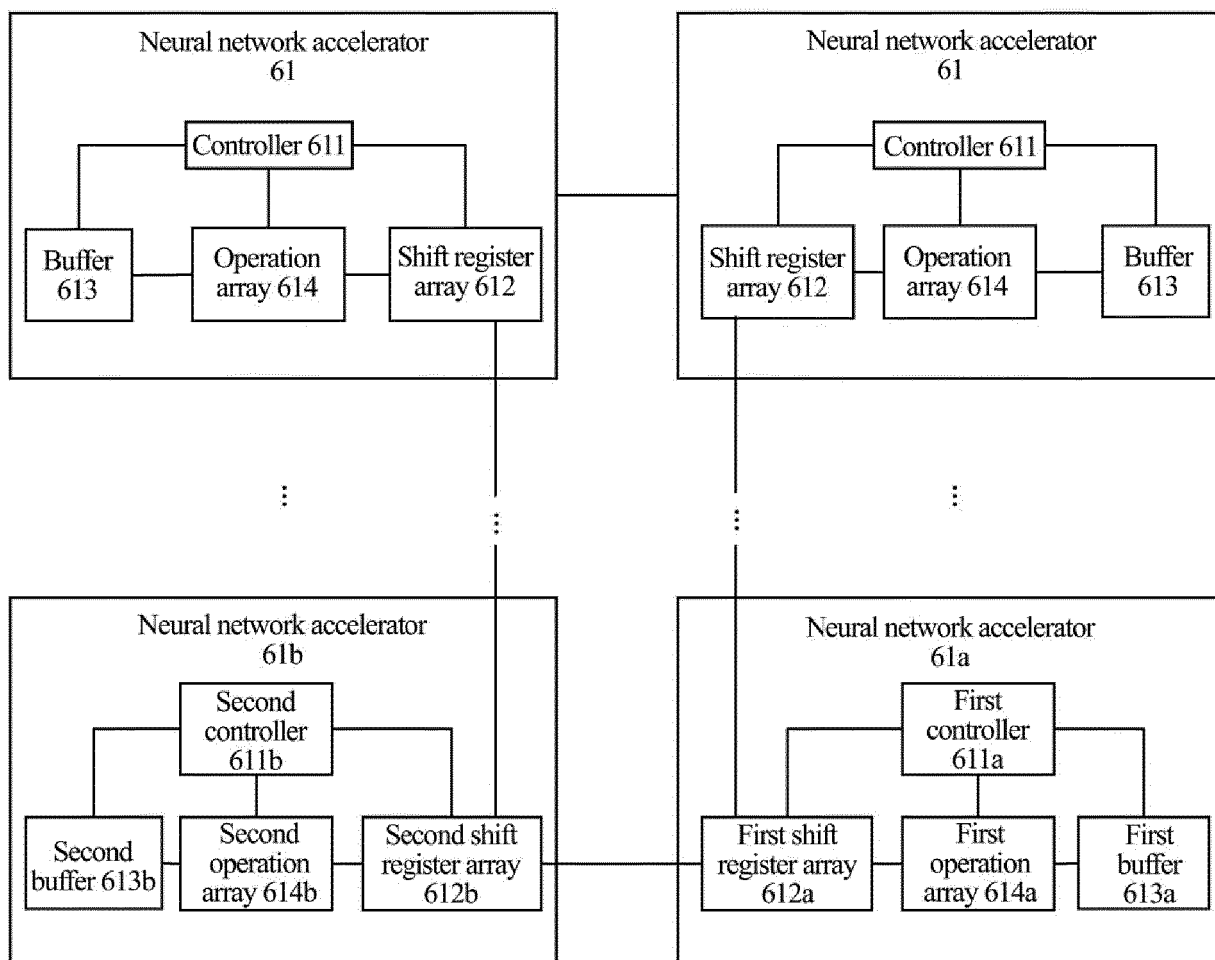 Neural network accelerator
61
Controller 611
Buffer
613
Operation
array 614
Shift register
array 612
Neural network accelerator
61
Controller 611
Shift register
array 612
Operation
array 614
Buffer
613
...
...
...
...
Neural network accelerator
61b
Second
controller
611b
Second
buffer 613b
Second
operation
array 614b
Second shift
register array
612b
Neural network accelerator
61a
First
controller
611a
First shift
register array
612a
First
operation
array 614a
First
buffer
613a